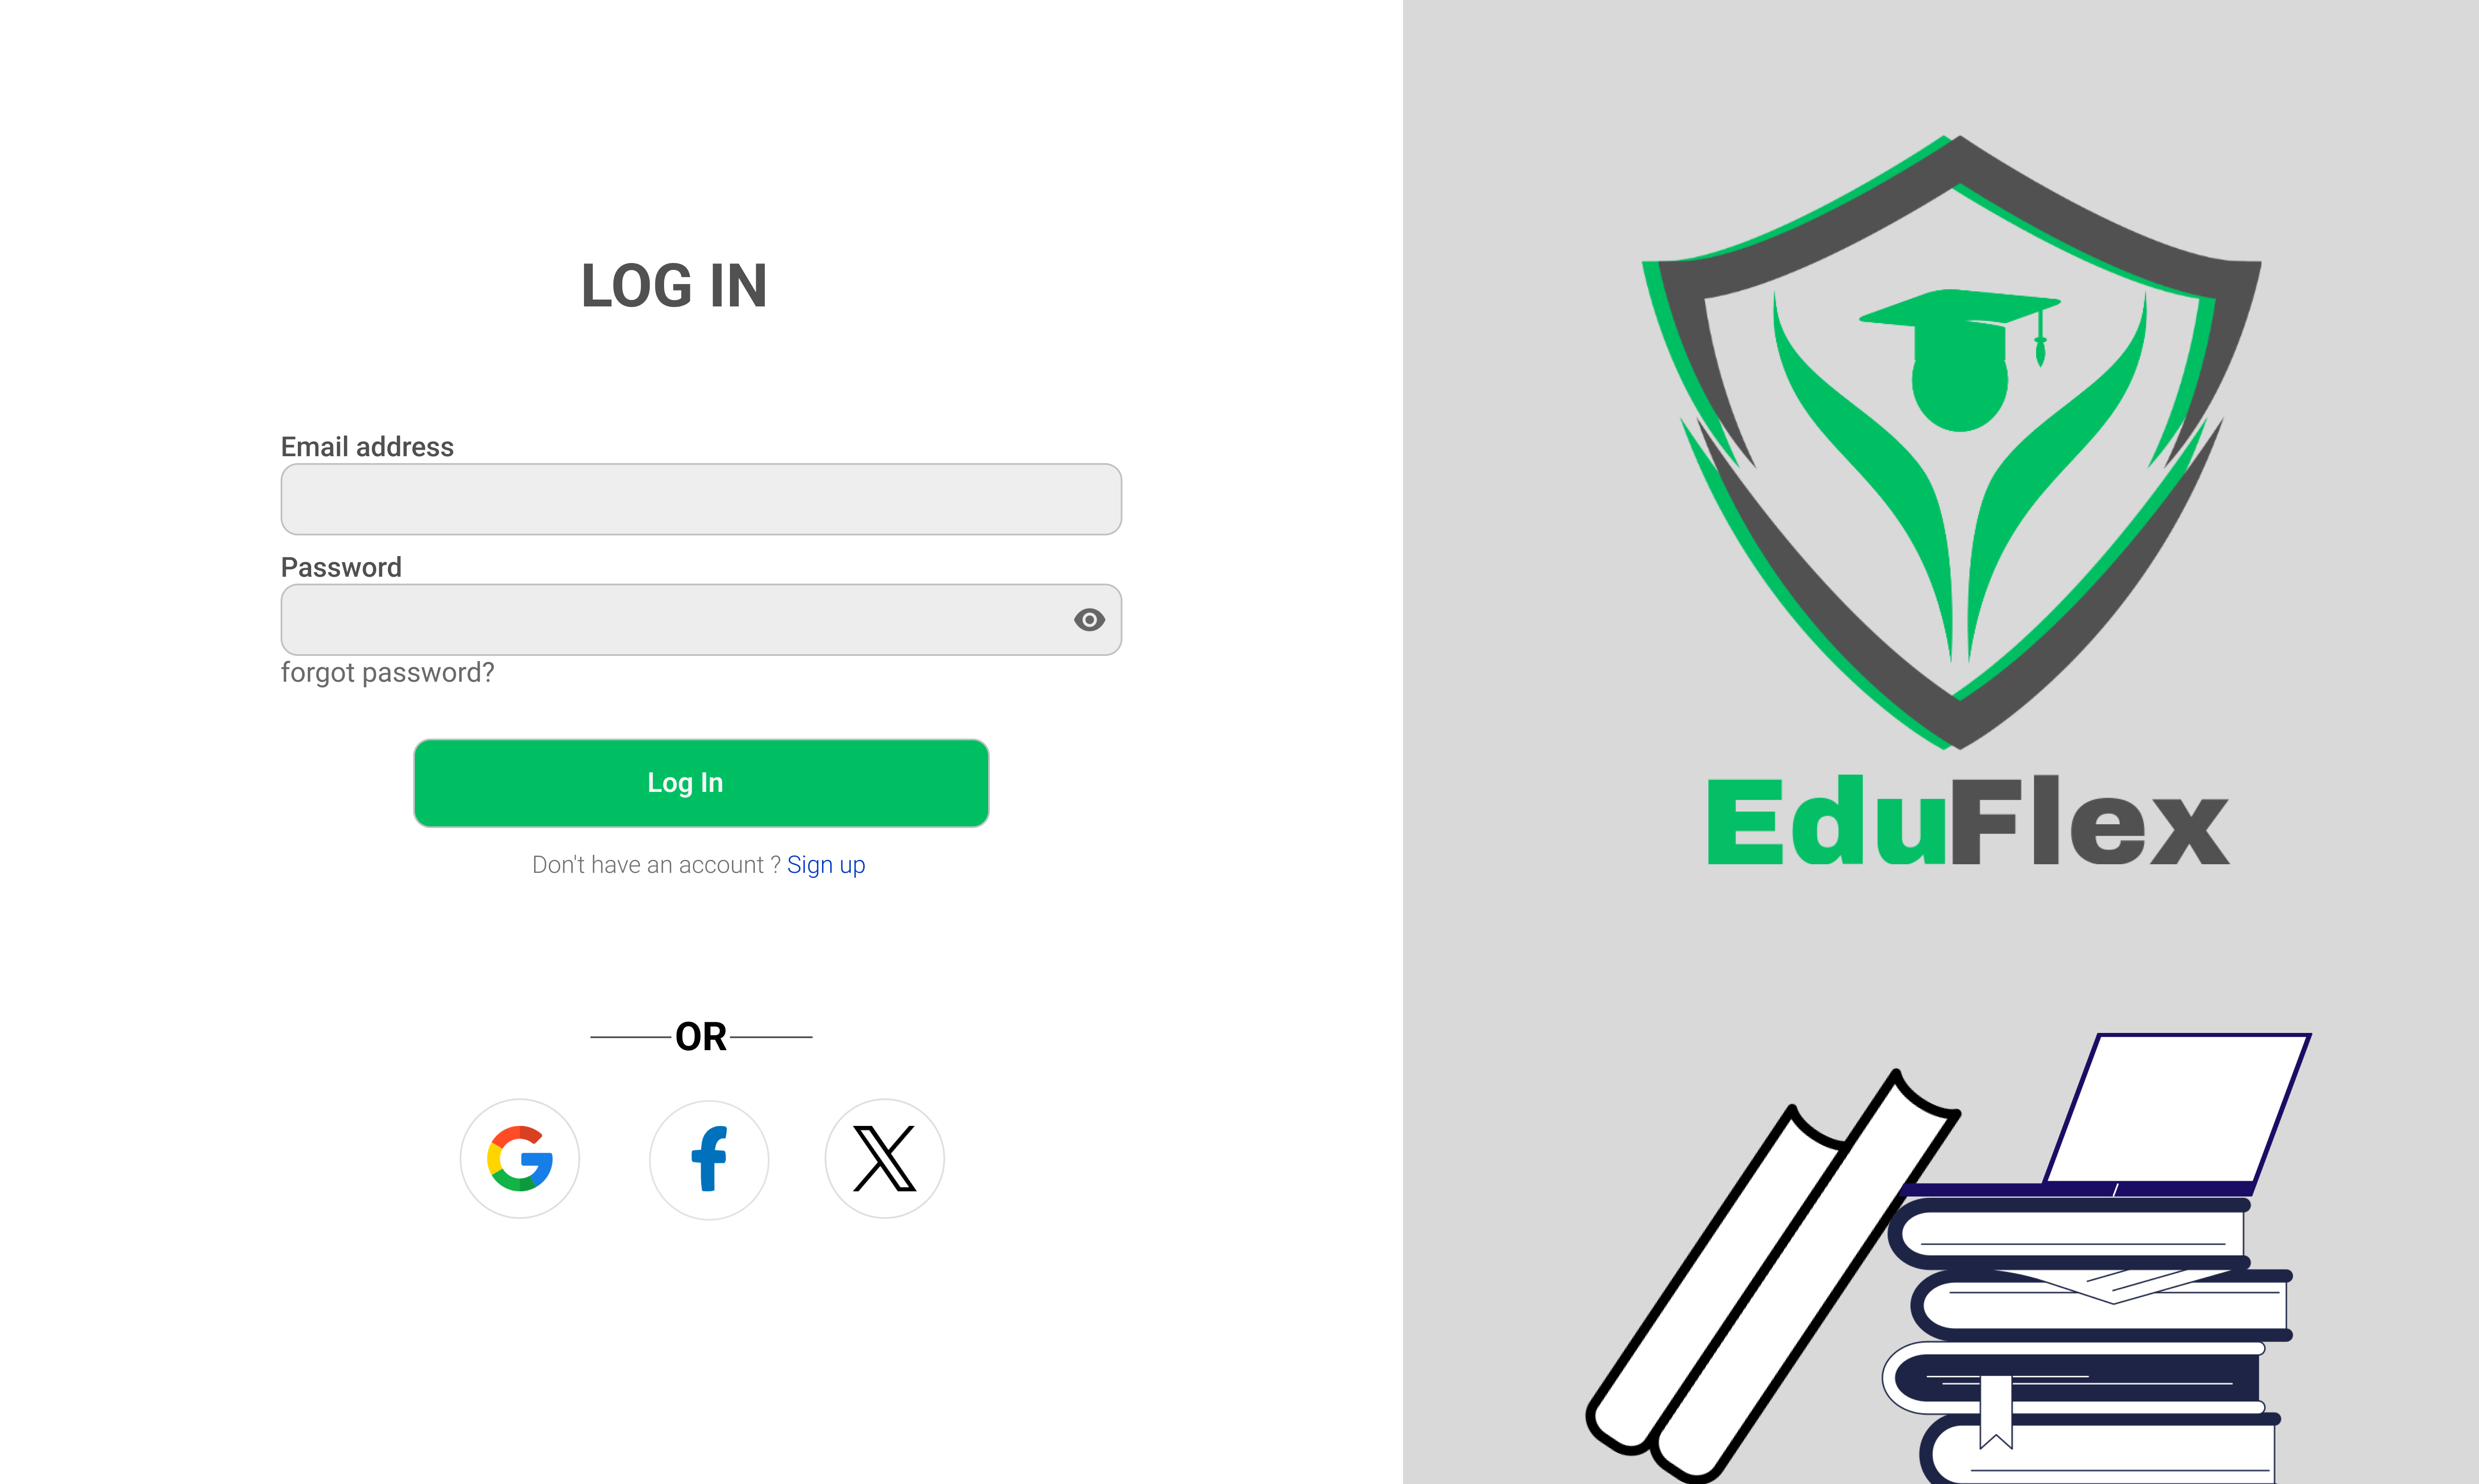 LOG IN
Email address
Password
forgot password?
Log In
Don't have an account ? Sign up
OR
EduFlex